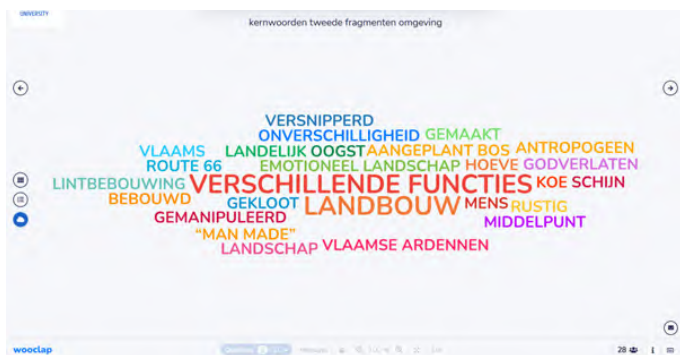 UNIVERSITY
kernwoorden tweede fragmenten omgeving
VERSNIPPERD
ONVERSCHILLIGHEID GEMAAKT
VLAAMS LANDELIJK OOGST AANGEPLANT BOS ANTROPOGEEN
ROUTE 66 EMOTIONEEL LANDSCHAP HOEVE GODVERLATEN
LINTBEBOUWING VERSCHILLENDE FUNCTIES KOE SCHIJN
BEBOUWD GEKLOOT LANDBOUW MENS RUSTIG
GEMANIPULEERD MIDDELPUNT
“MAN MADE”
LANDSCHAP VLAAMSE ARDENNEN
wooclap 28